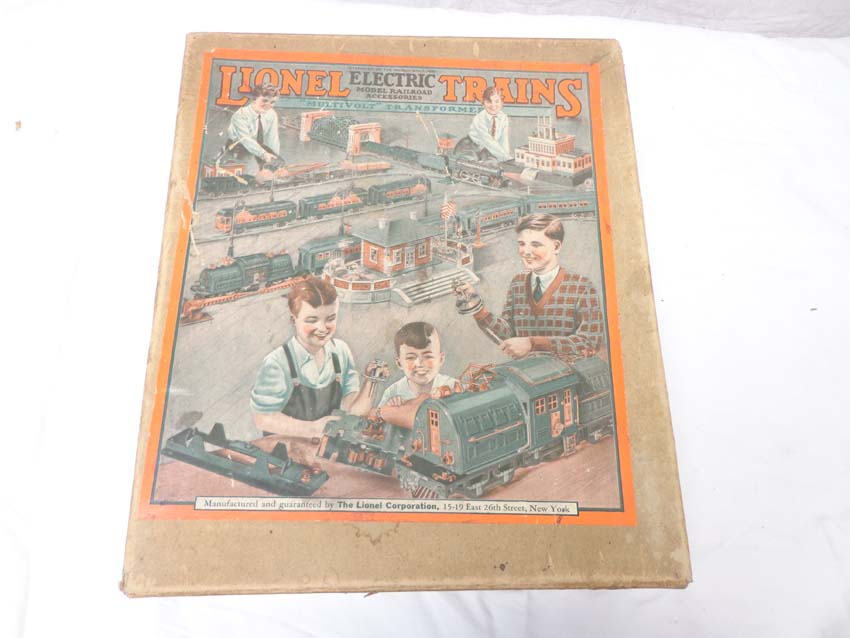 LIONEL ELECTRIC TRAINS
MODEL RAILROAD
ACCESSORIES
"MULTIVOLT" TRANSFORMER
Manufactured and guaranteed by The Lionel Corporation, 15-19 East 26th Street, New York